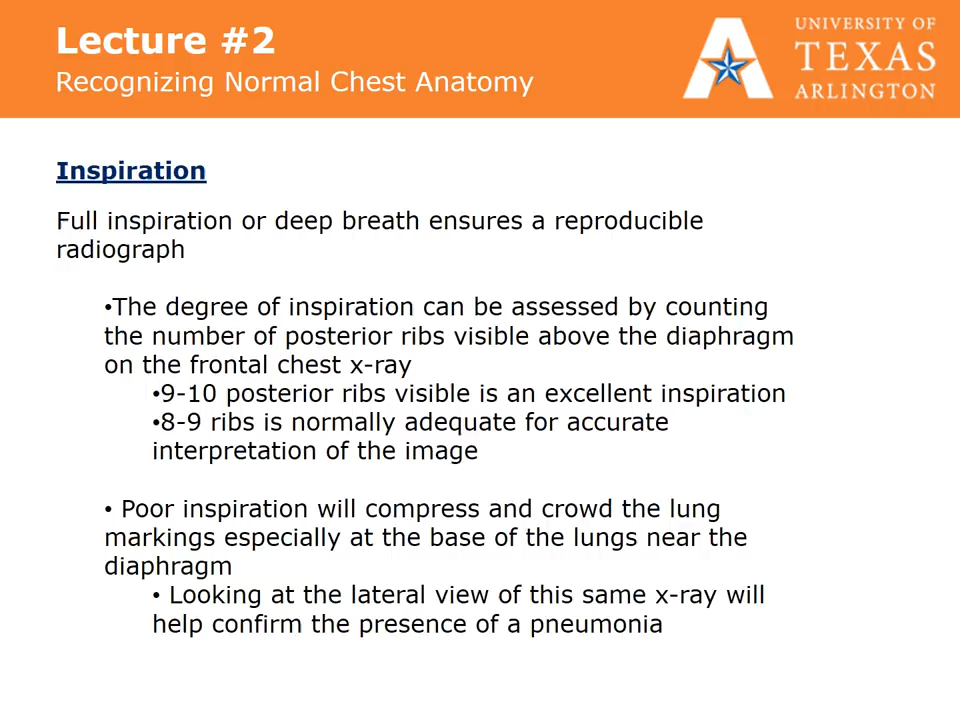 Lecture #2
Recognizing Normal Chest Anatomy
UNIVERSITY OF
TEXAS
ARLINGTON
Inspiration
Full inspiration or deep breath ensures a reproducible
radiograph
•The degree of inspiration can be assessed by counting
the number of posterior ribs visible above the diaphragm
on the frontal chest x-ray
•9-10 posterior ribs visible is an excellent inspiration
•8-9 ribs is normally adequate for accurate
interpretation of the image
• Poor inspiration will compress and crowd the lung
markings especially at the base of the lungs near the
diaphragm
• Looking at the lateral view of this same x-ray will
help confirm the presence of a pneumonia